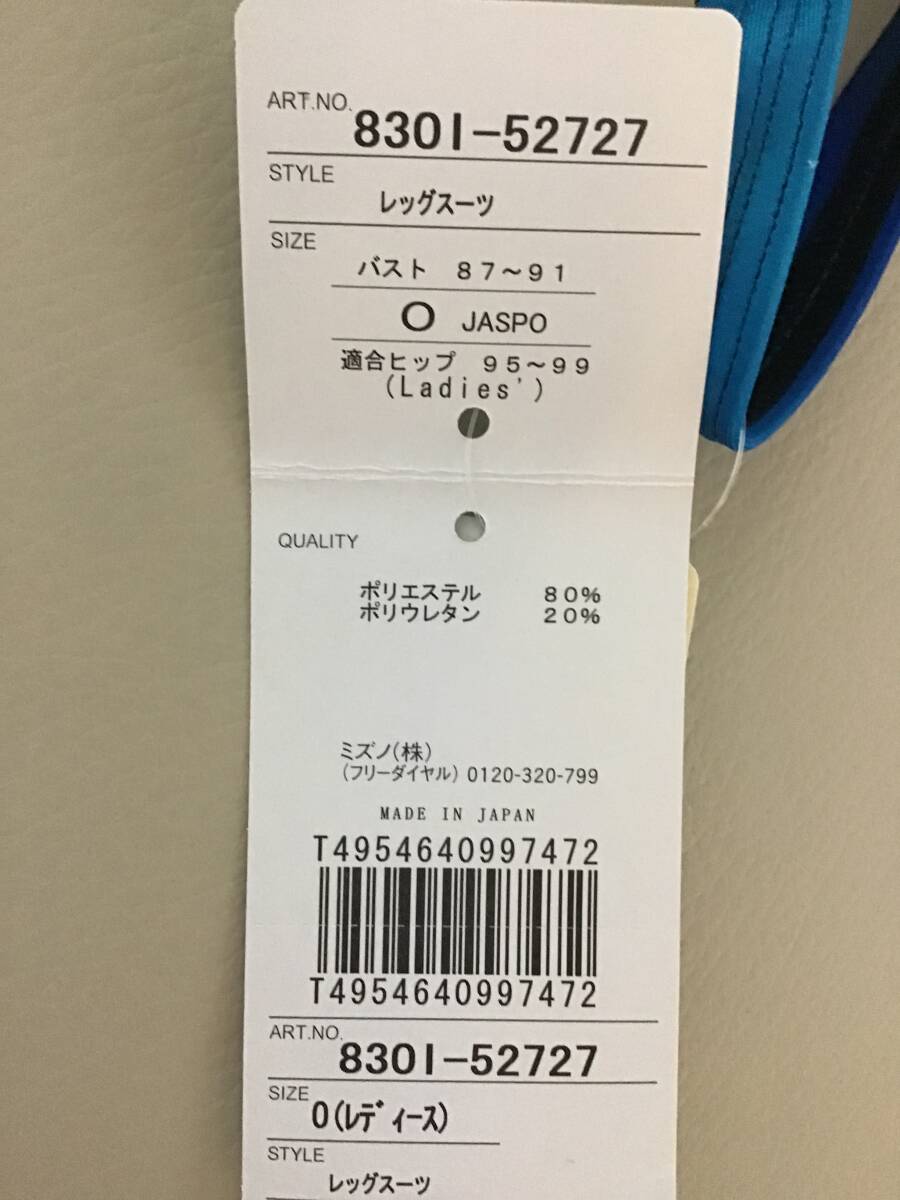 ART.NO.
8301-52727
STYLE
レッグスーツ
SIZE
バスト 87～91
O JASPO
適合ヒップ 95～99
(Ladies')
QUALITY
ポリエステル 80%
ポリウレタン 20%
ミズノ(株)
(フリーダイヤル) 0120-320-799
MADE IN JAPAN
T4954640997472
T4954640997472
ART.NO.
8301-52727
SIZE
O(ﾚﾃﾞｨｰｽ)
STYLE
レッグスーツ